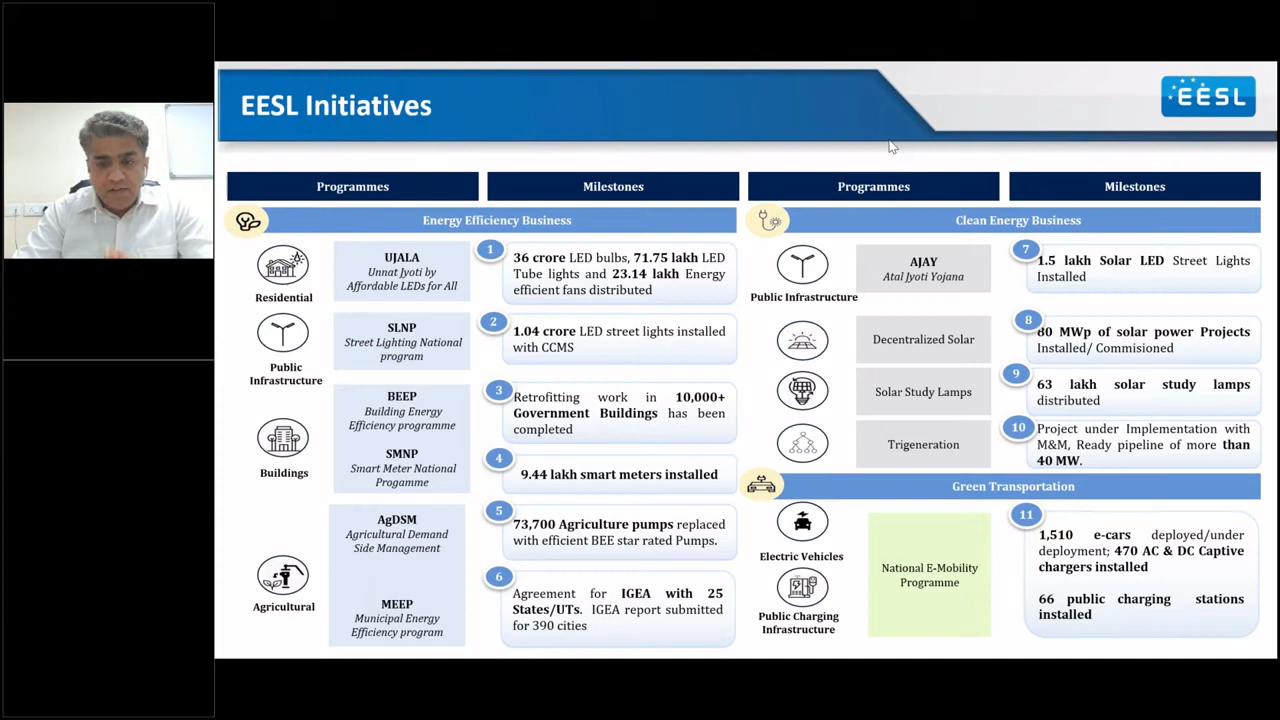 EESL Initiatives
EESL
Programmes
Milestones
Energy Efficiency Business
Residential
UJALA
Unnat Jyoti by
Affordable LEDs for All
1
36 crore LED bulbs, 71.75 lakh LED
Tube lights and 23.14 lakh Energy
efficient fans distributed
Public
Infrastructure
SLNP
Street Lighting National
program
2
1.04 crore LED street lights installed
with CCMS
Buildings
BEEP
Building Energy
Efficiency programme
3
Retrofitting work in 10,000+
Government Buildings has been
completed
SMNP
Smart Meter National
Progamme
4
9.44 lakh smart meters installed
Agricultural
AgDSM
Agricultural Demand
Side Management
5
73,700 Agriculture pumps replaced
with efficient BEE star rated Pumps.
MEEP
Municipal Energy
Efficiency program
6
Agreement for IGEA with 25
States/UTs. IGEA report submitted
for 390 cities
Programmes
Milestones
Clean Energy Business
Public Infrastructure
AJAY
Atal Jyoti Yojana
7
1.5 lakh Solar LED Street Lights
Installed
Decentralized Solar
8
80 MWp of solar power Projects
Installed/ Commisioned
Solar Study Lamps
9
63 lakh solar study lamps
distributed
Trigeneration
10
Project under Implementation with
M&M, Ready pipeline of more than
40 MW.
Green Transportation
Electric Vehicles
Public Charging
Infrastructure
National E-Mobility
Programme
11
1,510 e-cars deployed/under
deployment; 470 AC & DC Captive
chargers installed
66 public charging stations
installed